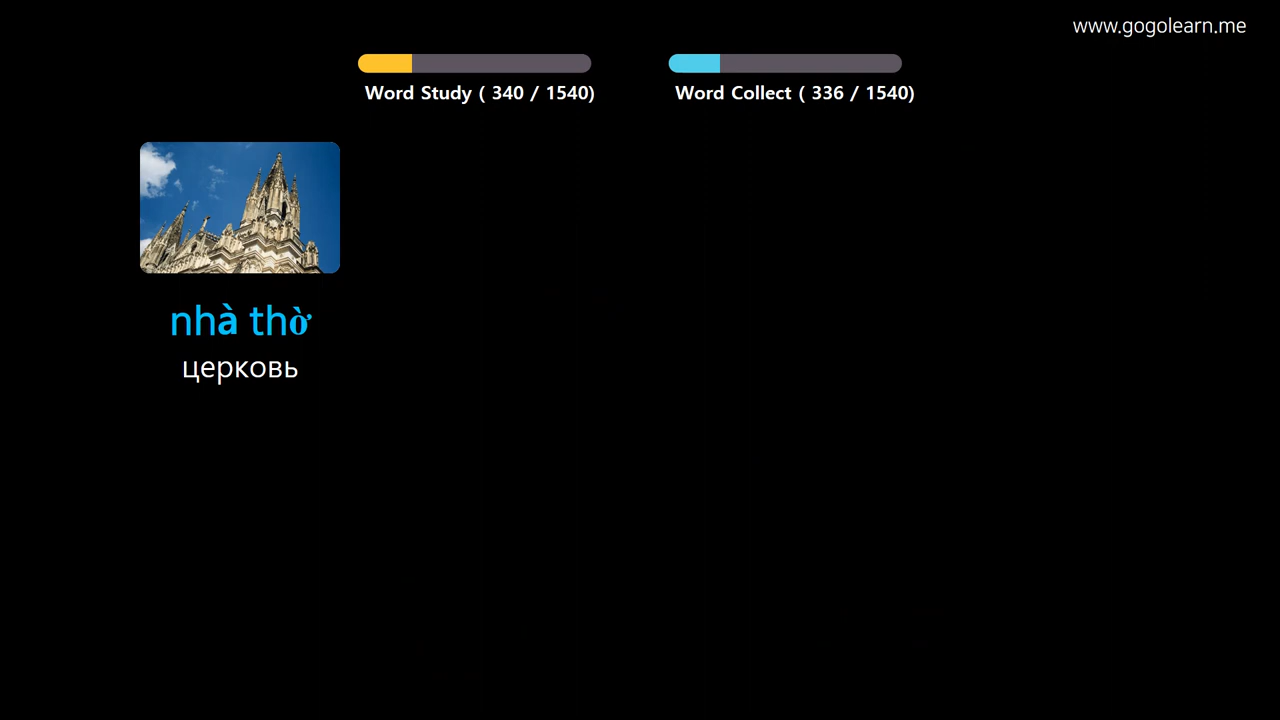 www.gogolearn.me
Word Study ( 340 / 1540)
Word Collect ( 336 / 1540)
nhà thờ
церковь